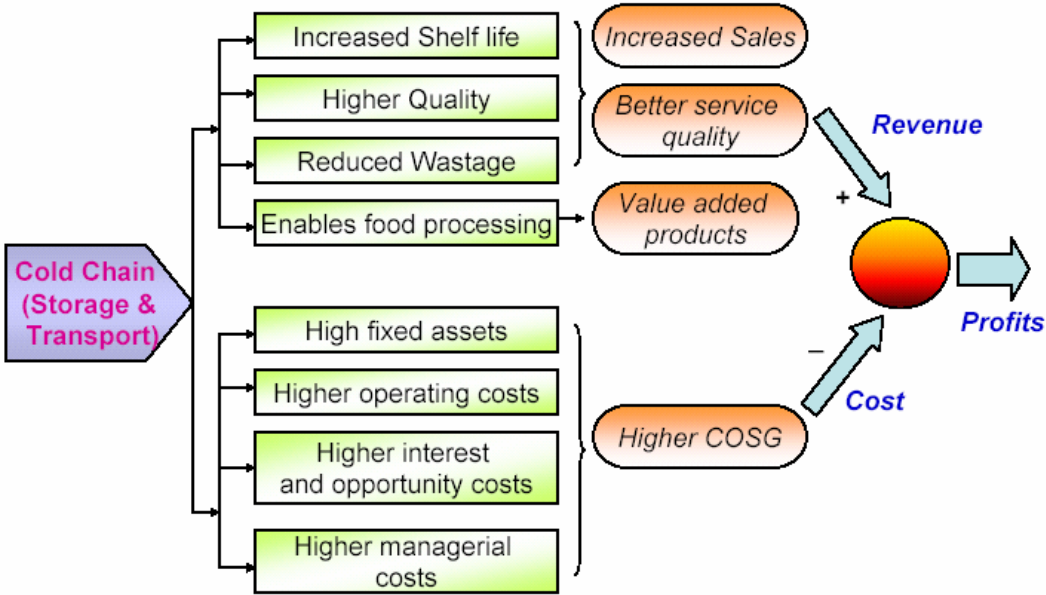 Increased Shelf life
Higher Quality
Reduced Wastage
Enables food processing
Increased Sales
Better service
quality
Value added
products
Revenue
+
Cold Chain
(Storage &
Transport)
High fixed assets
Higher operating costs
Higher interest
and opportunity costs
Higher managerial
costs
Higher COSG
–
Cost
Profits